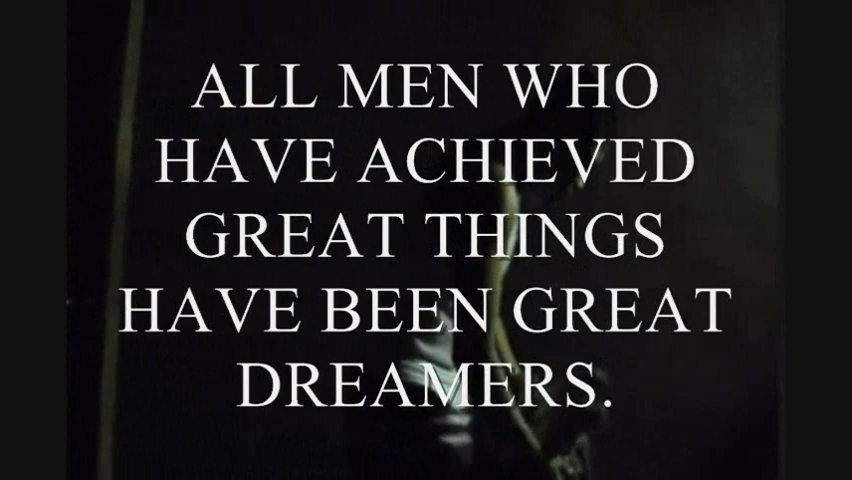 ALL MEN WHO
HAVE ACHIEVED
GREAT THINGS
HAVE BEEN GREAT
DREAMERS.